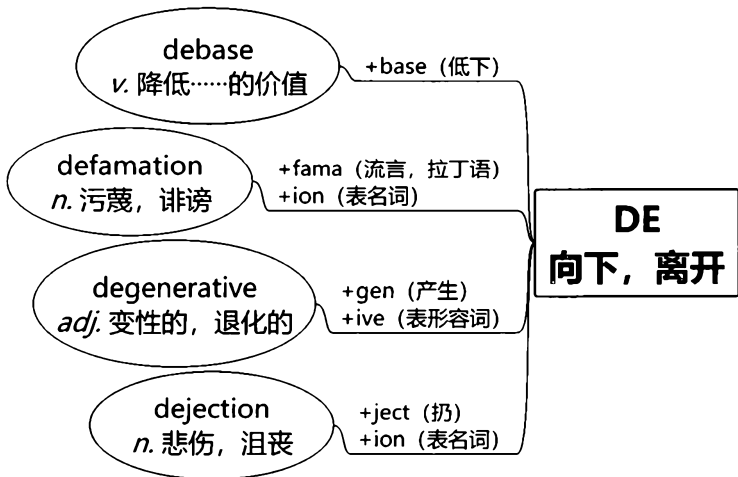 debase
v. 降低……的价值
+base（低下）
defamation
n. 污蔑，诽谤
+fama（流言，拉丁语）
+ion（表名词）
DE
向下，离开
degenerative
adj. 变性的，退化的
+gen（产生）
+ive（表形容词）
dejection
n. 悲伤，沮丧
+ject（扔）
+ion（表名词）